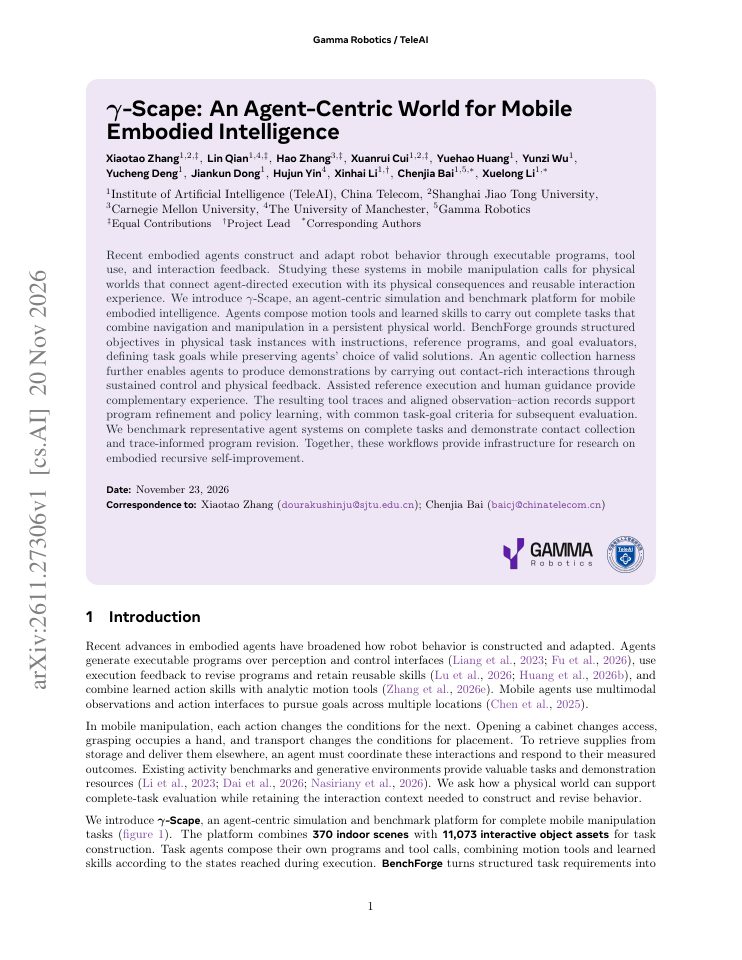 Gamma Robotics / TeleAI
γ-Scape: An Agent-Centric World for Mobile
Embodied Intelligence
Xiaotao Zhang1,2,‡, Lin Qian1,4,‡, Hao Zhang3,‡, Xuanrui Cui1,2,‡, Yuehao Huang1, Yunzi Wu1,
Yucheng Deng1, Jiankun Dong1, Hujun Yin4, Xinhai Li1,†, Chenjia Bai1,5,*, Xuelong Li1,*
1Institute of Artificial Intelligence (TeleAI), China Telecom, 2Shanghai Jiao Tong University,
3Carnegie Mellon University, 4The University of Manchester, 5Gamma Robotics
‡Equal Contributions †Project Lead *Corresponding Authors
Recent embodied agents construct and adapt robot behavior through executable programs, tool
use, and interaction feedback. Studying these systems in mobile manipulation calls for physical
worlds that connect agent-directed execution with its physical consequences and reusable interaction
experience. We introduce γ-Scape, an agent-centric simulation and benchmark platform for mobile
embodied intelligence. Agents compose motion tools and learned skills to carry out complete tasks that
combine navigation and manipulation in a persistent physical world. BenchForge grounds structured
objectives in physical task instances with instructions, reference programs, and goal evaluators,
defining task goals while preserving agents' choice of valid solutions. An agentic collection harness
further enables agents to produce demonstrations by carrying out contact-rich interactions through
sustained control and physical feedback. Assisted reference execution and human guidance provide
complementary experience. The resulting tool traces and aligned observation–action records support
program refinement and policy learning, with common task-goal criteria for subsequent evaluation.
We benchmark representative agent systems on complete tasks and demonstrate contact collection
and trace-informed program revision. Together, these workflows provide infrastructure for research on
embodied recursive self-improvement.
Date: November 23, 2026
Correspondence to: Xiaotao Zhang (dourakushinju@sjtu.edu.cn); Chenjia Bai (baicj@chinatelecom.cn)
GAMMA
Robotics
TeleAI
arXiv:2611.27306v1 [cs.AI] 20 Nov 2026
1 Introduction
Recent advances in embodied agents have broadened how robot behavior is constructed and adapted. Agents
generate executable programs over perception and control interfaces (Liang et al., 2023; Fu et al., 2026), use
execution feedback to revise programs and retain reusable skills (Lu et al., 2026; Huang et al., 2026b), and
combine learned action skills with analytic motion tools (Zhang et al., 2026e). Mobile agents use multimodal
observations and action interfaces to pursue goals across multiple locations (Chen et al., 2025).
In mobile manipulation, each action changes the conditions for the next. Opening a cabinet changes access,
grasping occupies a hand, and transport changes the conditions for placement. To retrieve supplies from
storage and deliver them elsewhere, an agent must coordinate these interactions and respond to their measured
outcomes. Existing activity benchmarks and generative environments provide valuable tasks and demonstration
resources (Li et al., 2023; Dai et al., 2026; Nasiriany et al., 2026). We ask how a physical world can support
complete-task evaluation while retaining the interaction context needed to construct and revise behavior.
We introduce γ-Scape, an agent-centric simulation and benchmark platform for complete mobile manipulation
tasks (figure 1). The platform combines 370 indoor scenes with 11,073 interactive object assets for task
construction. Task agents compose their own programs and tool calls, combining motion tools and learned
skills according to the states reached during execution. BenchForge turns structured task requirements into
1